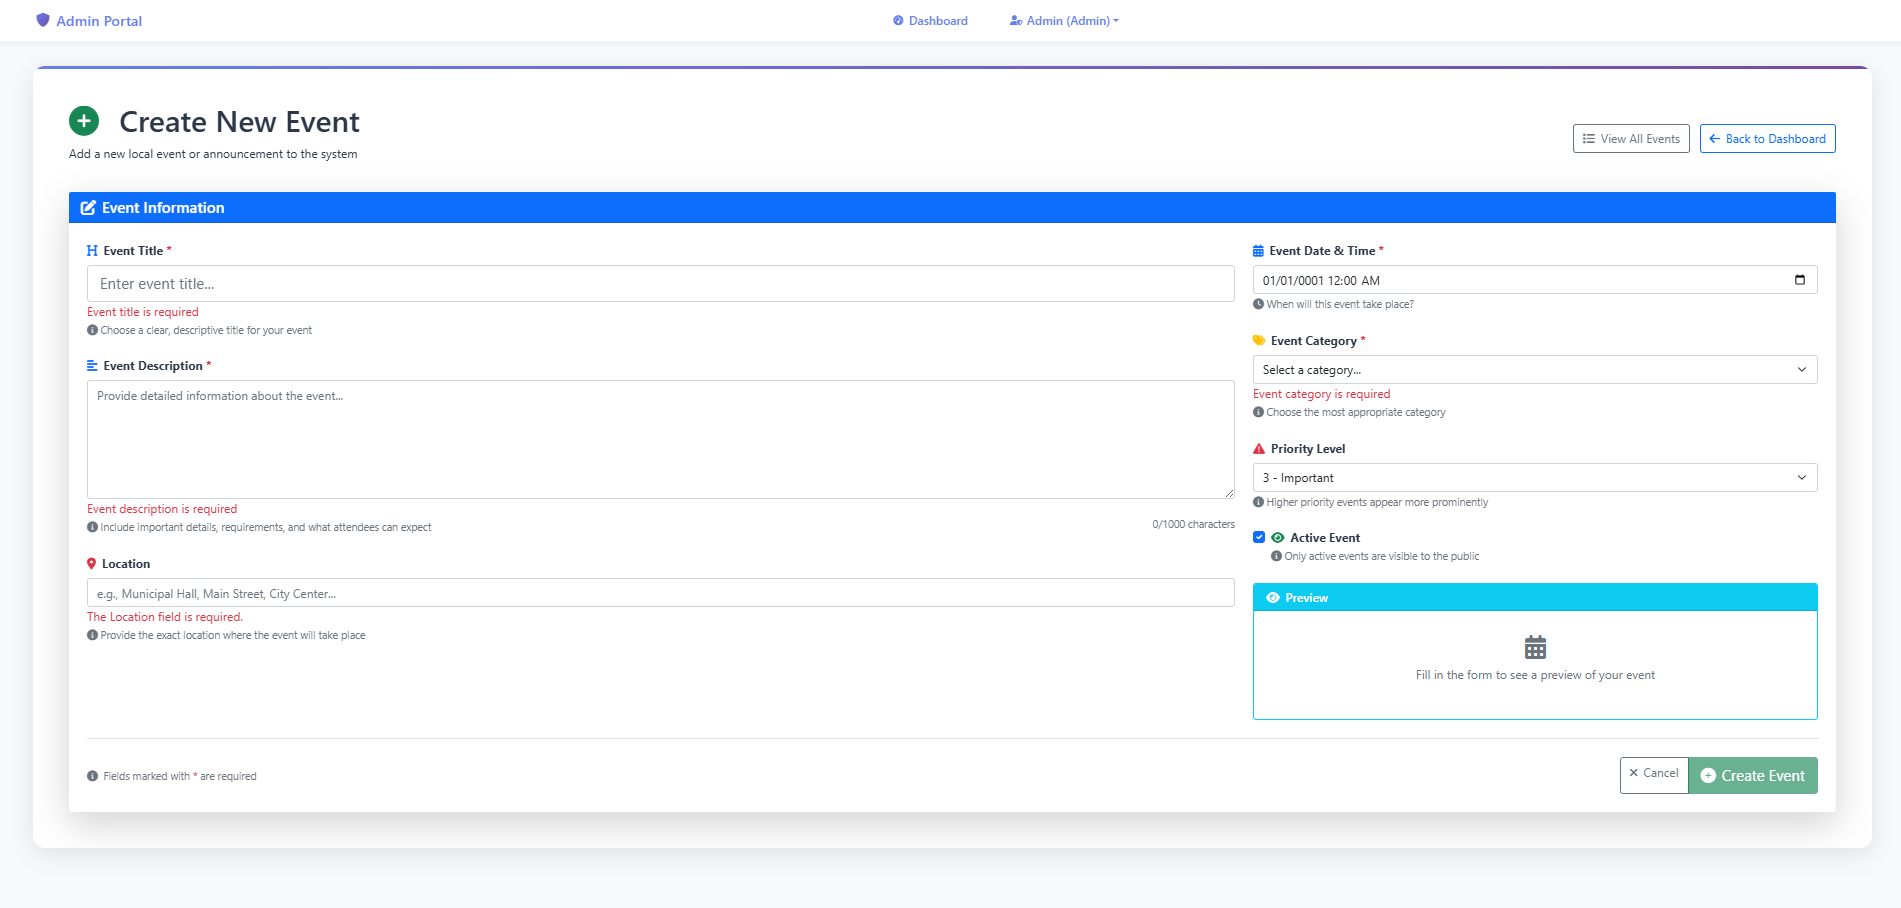 Admin Portal
Dashboard
Admin (Admin)
Create New Event
Add a new local event or announcement to the system
View All Events
Back to Dashboard
Event Information
Event Title *
Enter event title...
Event title is required
Choose a clear, descriptive title for your event
Event Description *
Provide detailed information about the event...
Event description is required
Include important details, requirements, and what attendees can expect
0/1000 characters
Location
e.g., Municipal Hall, Main Street, City Center...
The Location field is required.
Provide the exact location where the event will take place
Event Date & Time *
01/01/0001 12:00 AM
When will this event take place?
Event Category *
Select a category...
Event category is required
Choose the most appropriate category
Priority Level
3 - Important
Higher priority events appear more prominently
Active Event
Only active events are visible to the public
Preview
Fill in the form to see a preview of your event
Fields marked with * are required
Cancel
Create Event